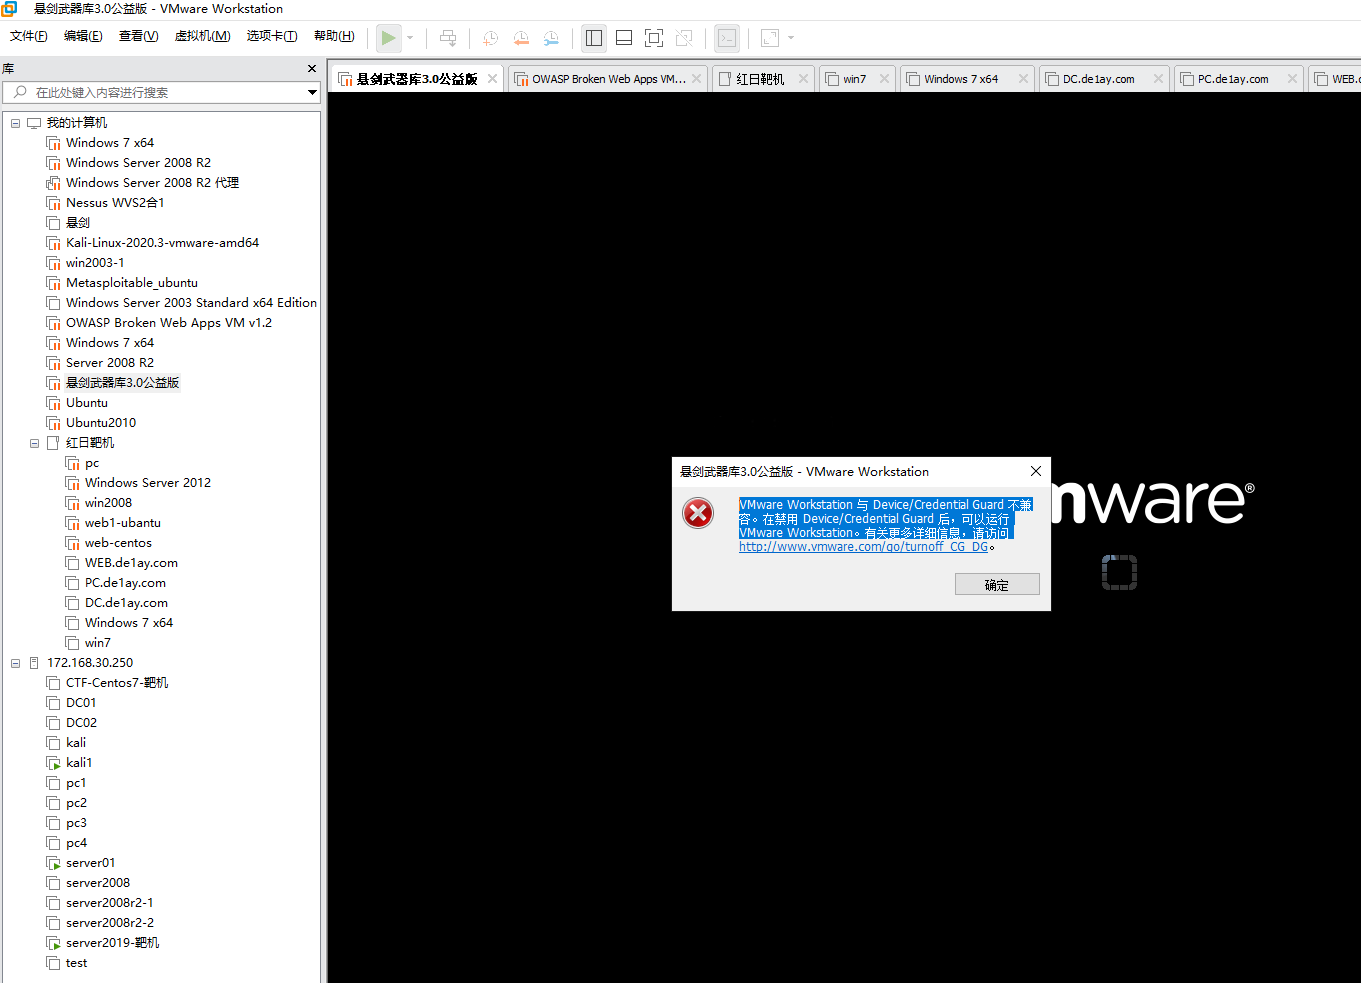 悬剑武器库3.0公益版 - VMware Workstation
文件(F) 编辑(E) 查看(V) 虚拟机(M) 选项卡(T) 帮助(H)
库
在此处键入内容进行搜索
悬剑武器库3.0公益版
OWASP Broken Web Apps VM...
红日靶机
win7
Windows 7 x64
DC.de1ay.com
PC.de1ay.com
WEB.
我的计算机
Windows 7 x64
Windows Server 2008 R2
Windows Server 2008 R2 代理
Nessus WVS2合1
悬剑
Kali-Linux-2020.3-vmware-amd64
win2003-1
Metasploitable_ubuntu
Windows Server 2003 Standard x64 Edition
OWASP Broken Web Apps VM v1.2
Windows 7 x64
Server 2008 R2
悬剑武器库3.0公益版
Ubuntu
Ubuntu2010
红日靶机
pc
Windows Server 2012
win2008
web1-ubuntu
web-centos
WEB.de1ay.com
PC.de1ay.com
DC.de1ay.com
Windows 7 x64
win7
172.168.30.250
CTF-Centos7-靶机
DC01
DC02
kali
kali1
pc1
pc2
pc3
pc4
server01
server2008
server2008r2-1
server2008r2-2
server2019-靶机
test
mware®
悬剑武器库3.0公益版 - VMware Workstation
VMware Workstation 与 Device/Credential Guard 不兼
容。在禁用 Device/Credential Guard 后，可以运行
VMware Workstation。有关更多详细信息，请访问
http://www.vmware.com/go/turnoff_CG_DG。
确定